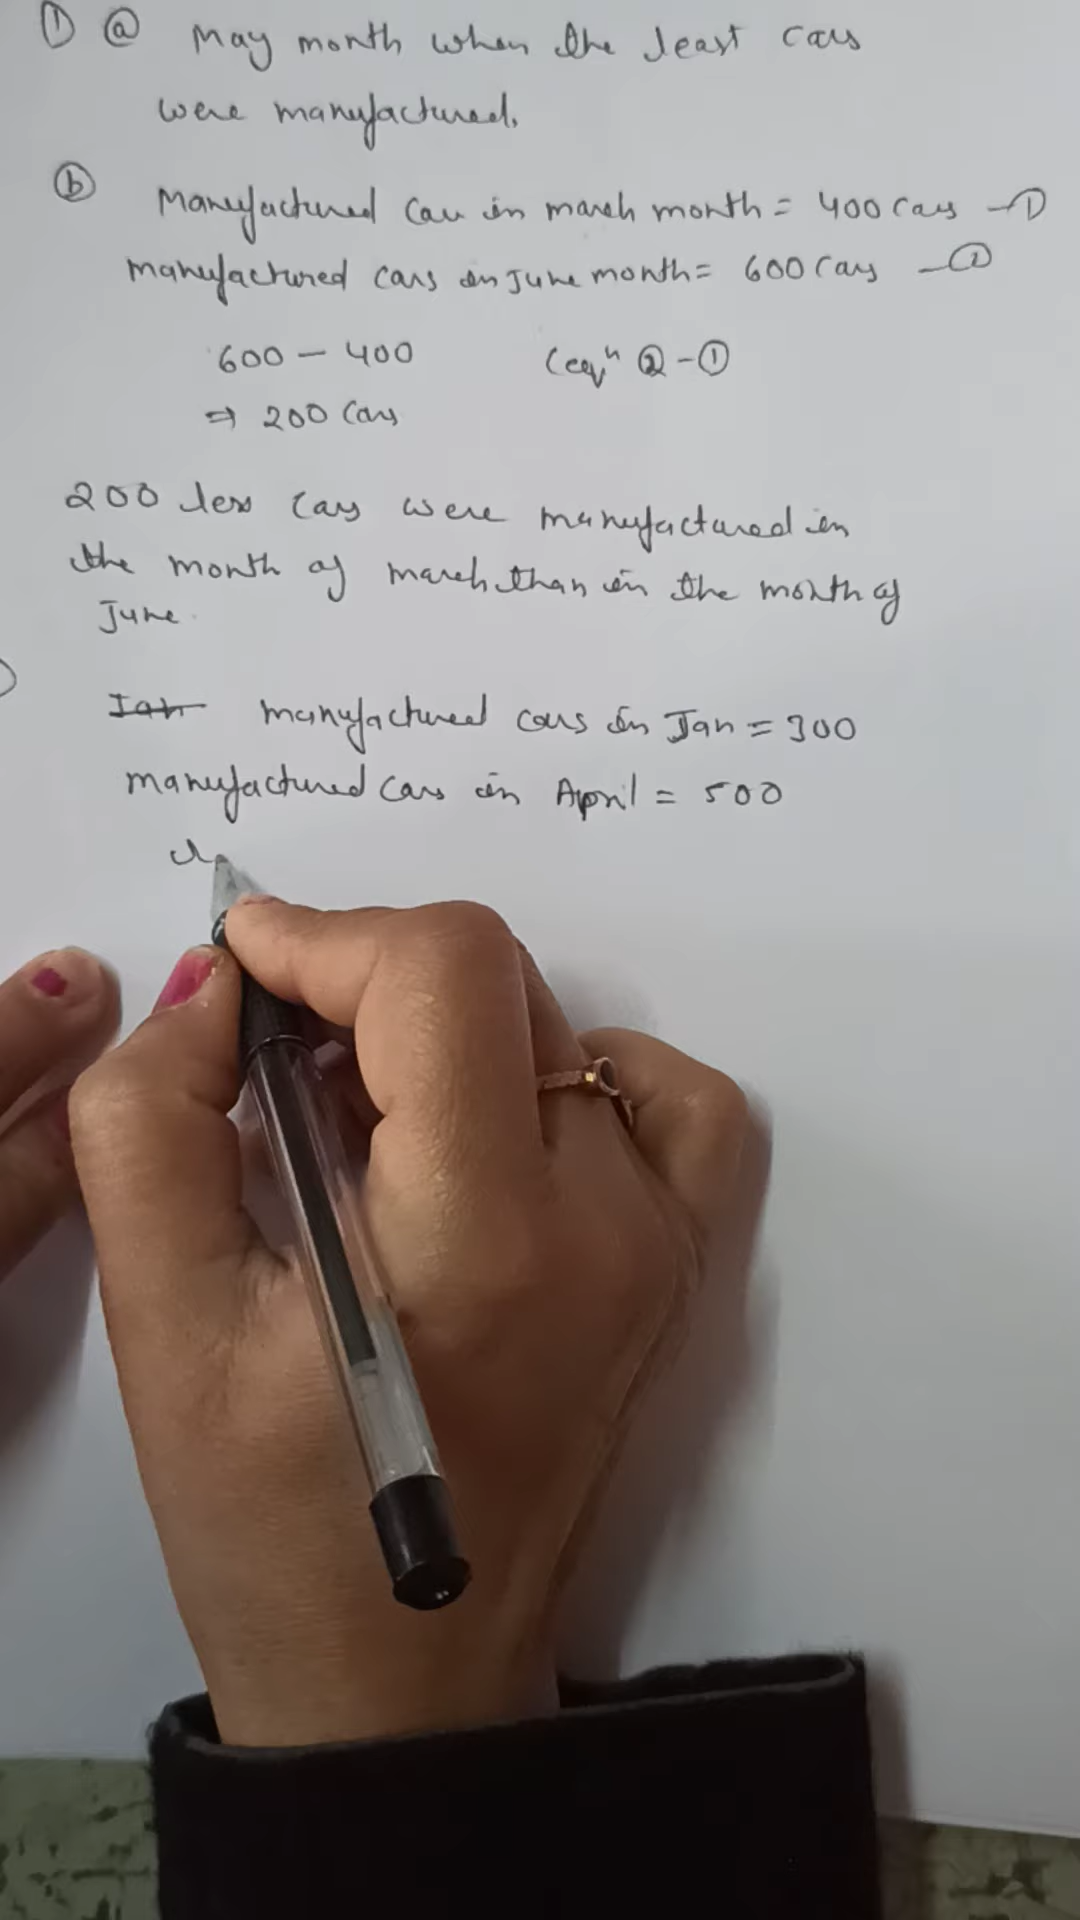 ① ⓐ May month when the least cars
were manufactured.
ⓑ Manufactured Car in march month = 400 Cars —①
manufactured cars in June month = 600 Cars —②
600 — 400 (eqⁿ ② - ①
⇒ 200 Cars
200 less Cars were manufactured in
the month of march than in the month of
June.
Jan manufactured cars in Jan = 300
manufactured Cars in April = 500